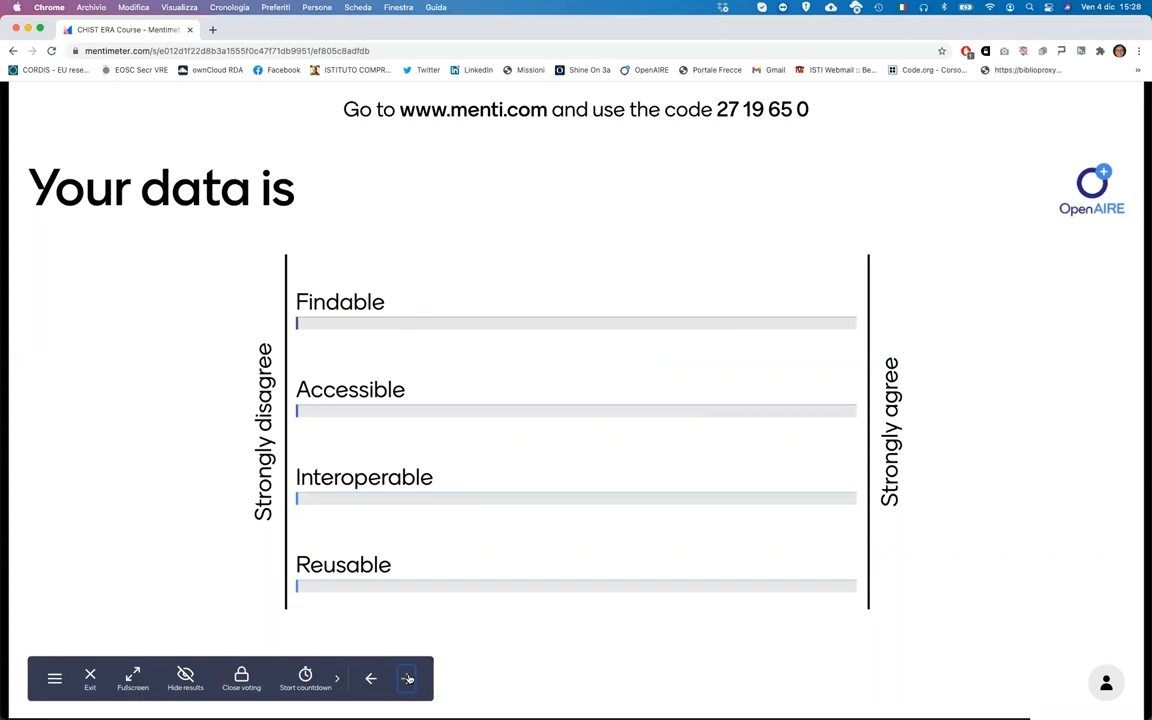 Chrome Archivio Modifica Visualizza Cronologia Preferiti Persone Scheda Finestra Guida Ven 4 dic 15:28
CHIST ERA Course - Mentimet
mentimeter.com/s/e012d1f22d8b3a1555f0c47f71db9951/ef805c8adfdb
CORDIS - EU rese... EOSC Secr VRE ownCloud RDA Facebook ISTITUTO COMPR... Twitter LinkedIn Missioni Shine On 3a OpenAIRE Portale Frecce Gmail ISTI Webmail :: Be... Code.org - Corso... https://biblioproxy... »
Go to www.menti.com and use the code 27 19 65 0
Your data is
OpenAIRE
Strongly disagree
Findable
Accessible
Interoperable
Reusable
Strongly agree
Exit Fullscreen Hide results Close voting Start countdown